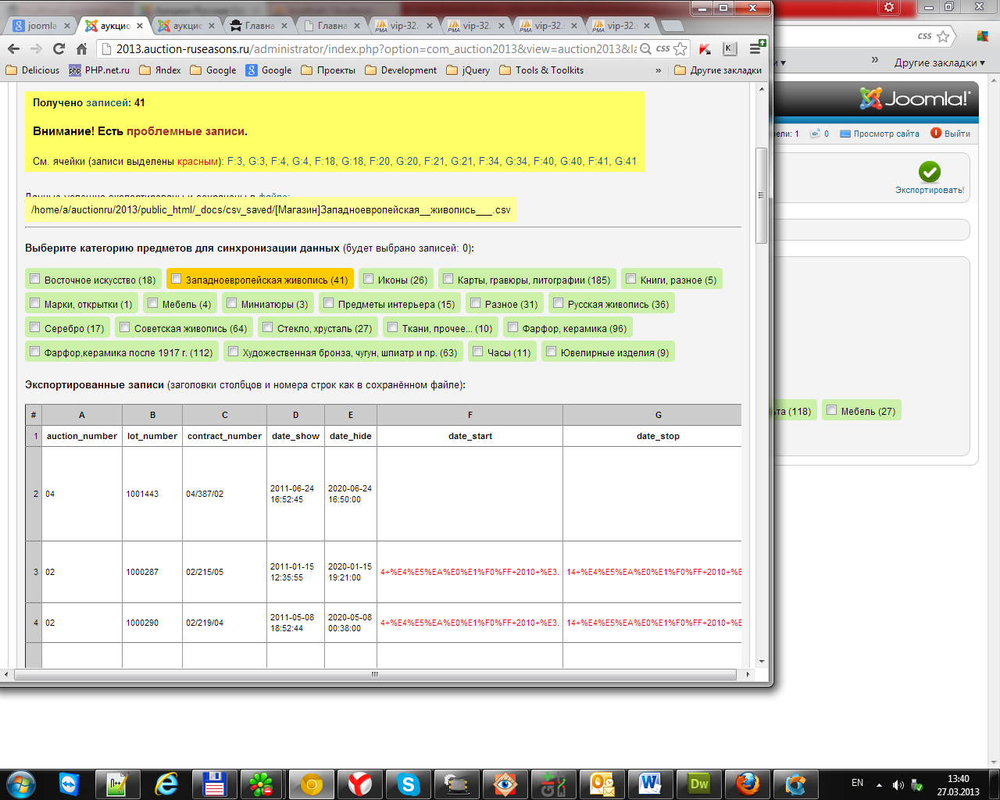 joomla
аукцио
аукцис
Главна
Главна
vip-32.
vip-32.
vip-32.
vip-32.
2013.auction-ruseasons.ru/administrator/index.php?option=com_auction2013&view=auction2013&la
css
css
Delicious
PHP.net.ru
Яndex
Google
Google
Проекты
Development
jQuery
Tools & Toolkits
»
Другие закладки
»
Другие закладки
Получено записей: 41
Внимание! Есть проблемные записи.
См. ячейки (записи выделены красным): F:3, G:3, F:4, G:4, F:18, G:18, F:20, G:20, F:21, G:21, F:34, G:34, F:40, G:40, F:41, G:41
Данные успешно экспортированы и сохранены в файле:
/home/a/auctionru/2013/public_html/_docs/csv_saved/[Магазин]Западноевропейская__живопись___.csv
Выберите категорию предметов для синхронизации данных (будет выбрано записей: 0):
Восточное искусство (18)
Западноевропейская живопись (41)
Иконы (26)
Карты, гравюры, литографии (185)
Книги, разное (5)
Марки, открытки (1)
Мебель (4)
Миниатюры (3)
Предметы интерьера (15)
Разное (31)
Русская живопись (36)
Серебро (17)
Советская живопись (64)
Стекло, хрусталь (27)
Ткани, прочее... (10)
Фарфор, керамика (96)
Фарфор,керамика после 1917 г. (112)
Художественная бронза, чугун, шпиатр и пр. (63)
Часы (11)
Ювелирные изделия (9)
Экспортированные записи (заголовки столбцов и номера строк как в сохранённом файле):
# A B C D E F G
1 auction_number lot_number contract_number date_show date_hide date_start date_stop
2 04 1001443 04/387/02 2011-06-24 16:52:45 2020-06-24 16:50:00
3 02 1000287 02/215/05 2011-01-15 12:35:55 2020-01-15 19:21:00 4+%E4%E5%EA%E0%E1%F0%FF+2010+%E3. 14+%E4%E5%EA%E0%E1%F0%FF+2010+%E
4 02 1000290 02/219/04 2011-05-08 18:52:44 2020-05-08 00:38:00 4+%E4%E5%EA%E0%E1%F0%FF+2010+%E3. 14+%E4%E5%EA%E0%E1%F0%FF+2010+%E
Joomla!
ели: 1
0
Просмотр сайта
Выйти
Экспортировать!
ьта (118)
Мебель (27)
EN
13:40
27.03.2013